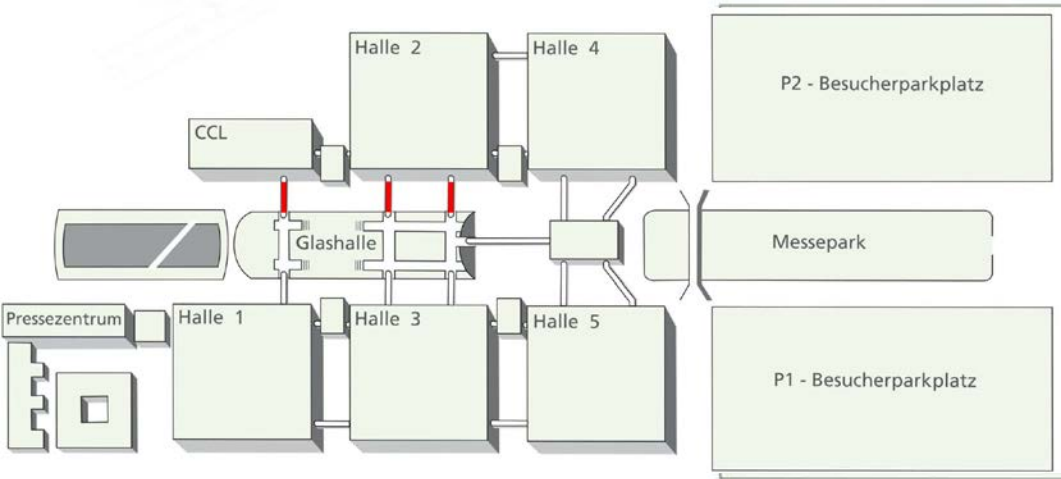 Halle 2
Halle 4
P2 - Besucherparkplatz
CCL
Glashalle
Messepark
Pressezentrum
Halle 1
Halle 3
Halle 5
P1 - Besucherparkplatz